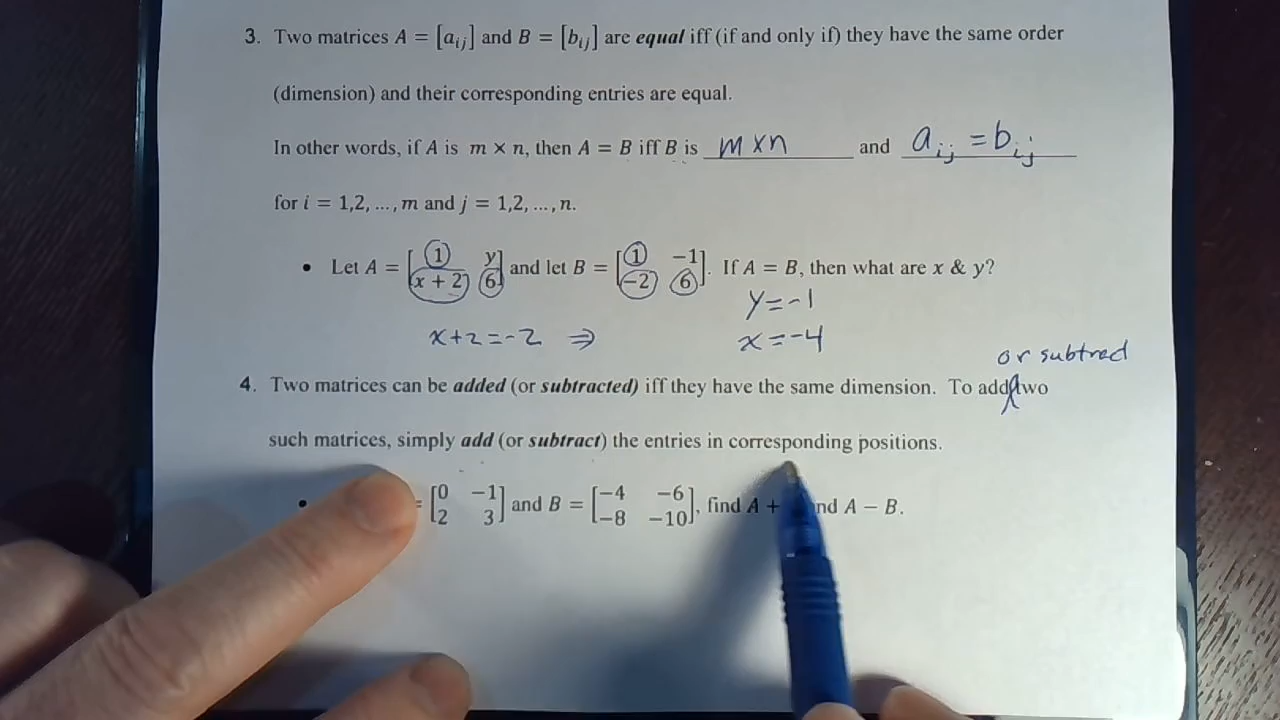 3. Two matrices A = [a_ij] and B = [b_ij] are equal iff (if and only if) they have the same order
(dimension) and their corresponding entries are equal.
In other words, if A is m × n, then A = B iff B is m×n and a_ij = b_ij
for i = 1,2, ..., m and j = 1,2, ..., n.
• Let A = [1 y; x + 2 6] and let B = [1 −1; −2 6]. If A = B, then what are x & y?
y = -1
x+2=-2 ⇒ x = -4
or subtract
4. Two matrices can be added (or subtracted) iff they have the same dimension. To add two
such matrices, simply add (or subtract) the entries in corresponding positions.
• = [0 −1; 2 3] and B = [−4 −6; −8 −10], find A + nd A − B.